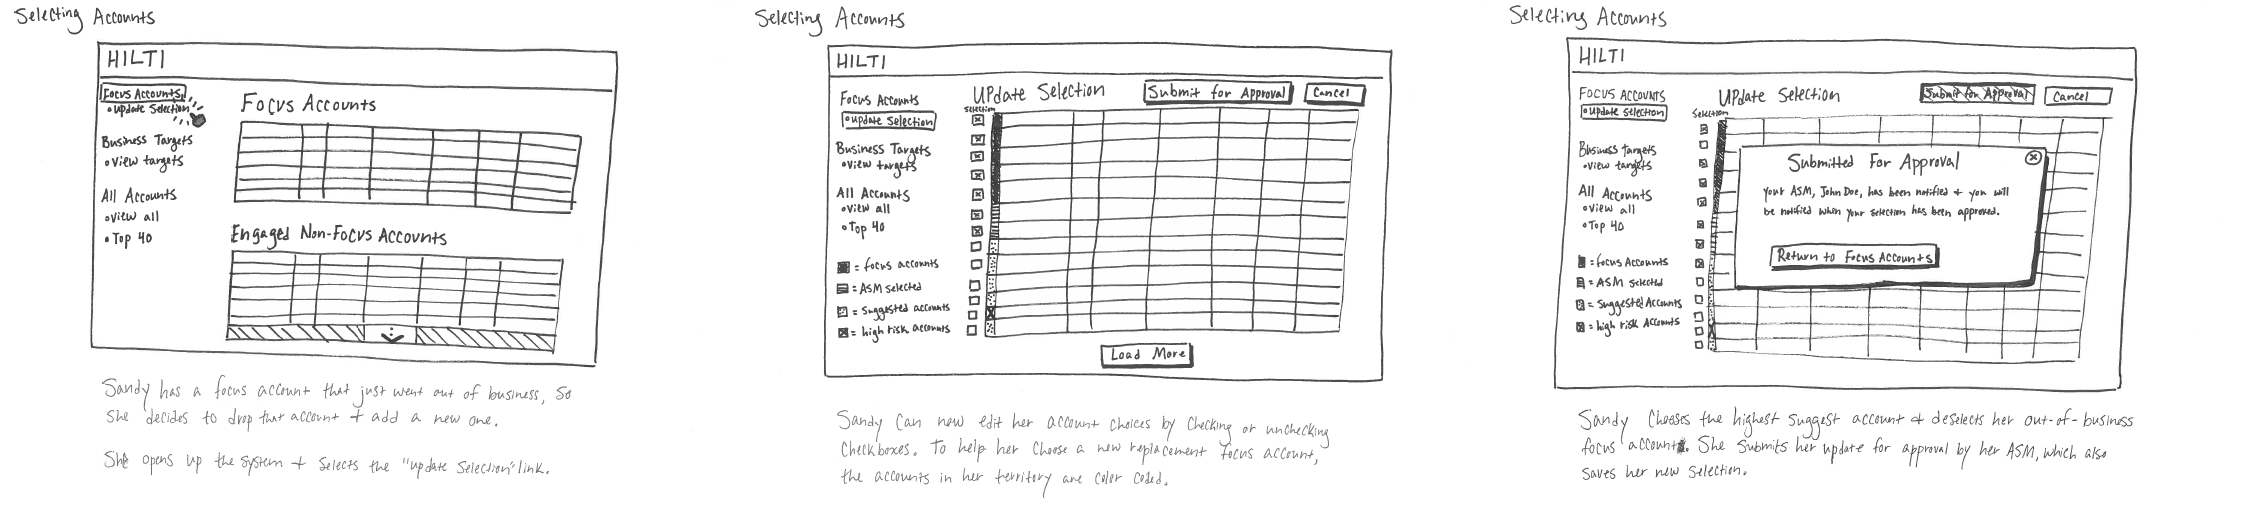 Selecting Accounts
HILTI
Focus Accounts
• Update Selection
Business Targets
• View targets
All Accounts
• View all
• Top 40
Focus Accounts
Engaged Non-Focus Accounts
Sandy has a focus account that just went out of business, So
She decides to drop that account + add a new one.
She opens up the system + selects the "update selection" link.
Selecting Accounts
HILTI
Focus Accounts
• Update Selection
Business Targets
• View targets
All Accounts
• View all
• Top 40
= focus accounts
= ASM selected
= suggested accounts
= high risk accounts
Update Selection
Submit for Approval
Cancel
Selection
Load More
Sandy can now edit her account choices by checking or unchecking
checkboxes. To help her choose a new replacement focus account,
the accounts in her territory are color coded.
Selecting Accounts
HILTI
Focus Accounts
• Update Selection
Business Targets
• View targets
All Accounts
• View all
• Top 40
= focus Accounts
= ASM selected
= suggested Accounts
= high risk Accounts
Update Selection
Submit for Approval
Cancel
Selection
Submitted For Approval
Your ASM, John Doe, has been notified + you will
be notified when your selection has been approved.
Return to Focus Accounts
Sandy chooses the highest suggest account + deselects her out-of-business
focus account. She submits her update for approval by her ASM, which also
saves her new selection.